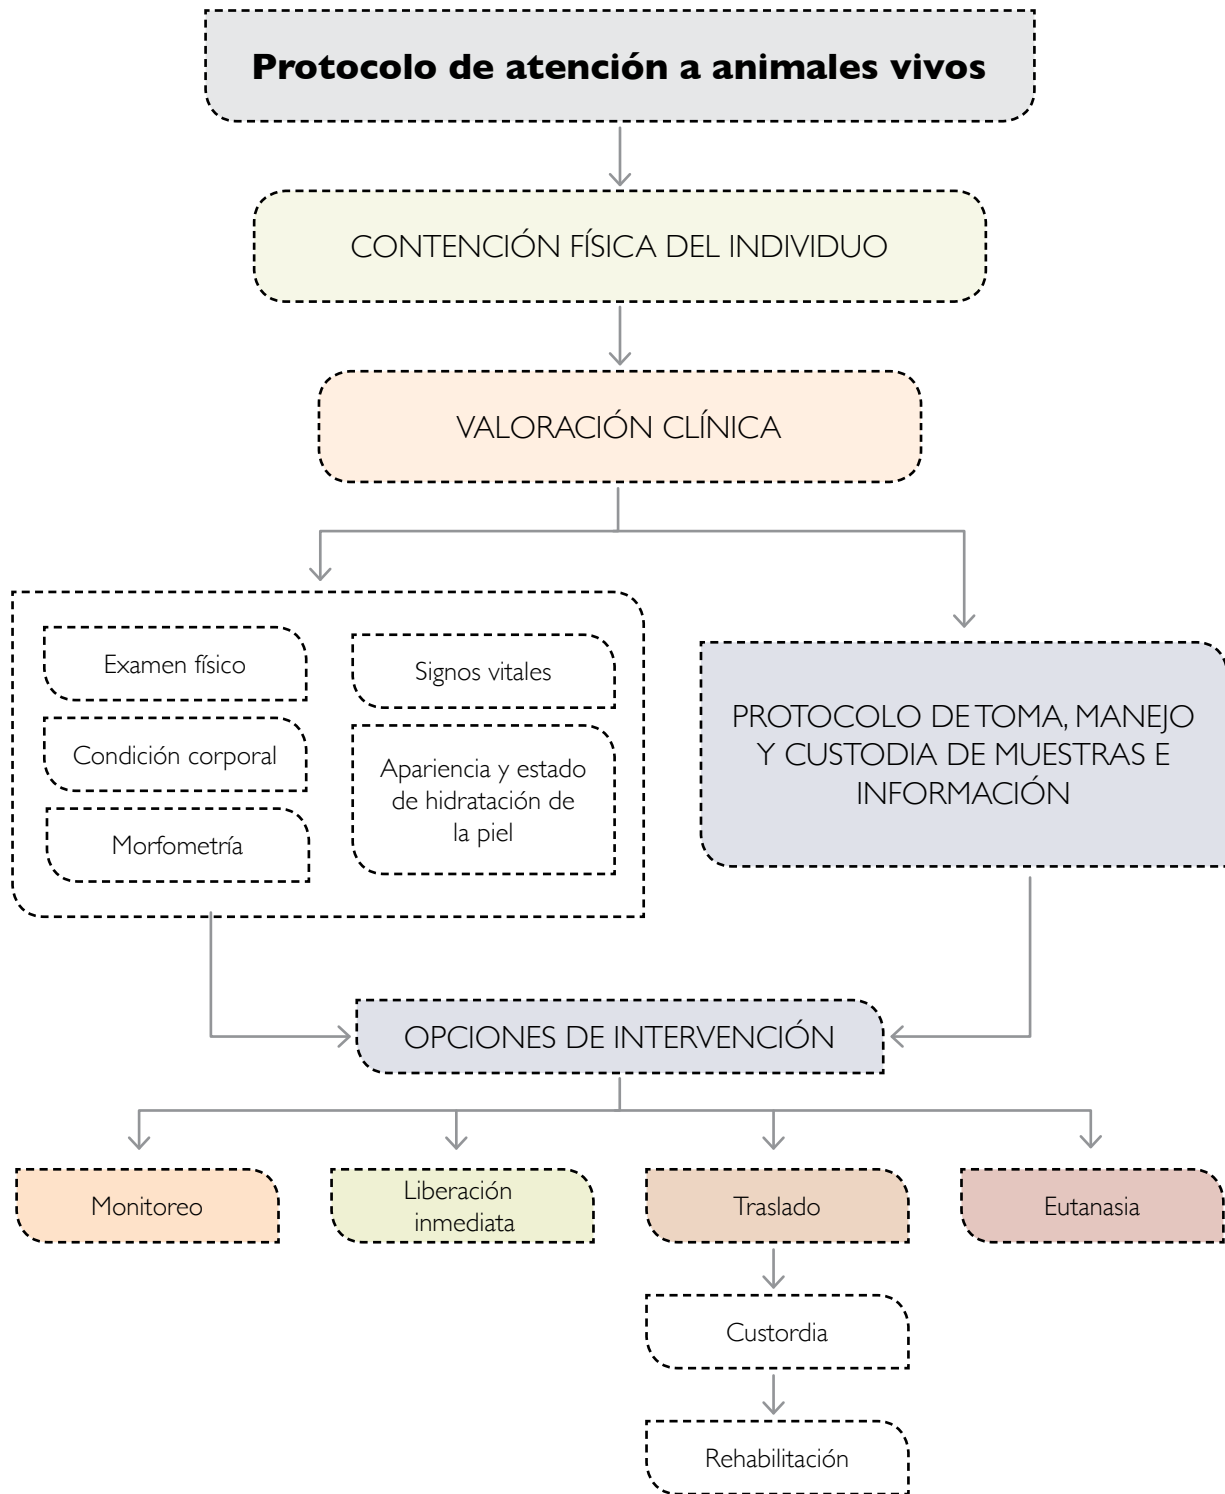 Protocolo de atención a animales vivos
CONTENCIÓN FÍSICA DEL INDIVIDUO
VALORACIÓN CLÍNICA
Examen físico
Condición corporal
Morfometría
Signos vitales
Apariencia y estado
de hidratación de
la piel
PROTOCOLO DE TOMA, MANEJO
Y CUSTODIA DE MUESTRAS E
INFORMACIÓN
OPCIONES DE INTERVENCIÓN
Monitoreo
Liberación
inmediata
Traslado
Eutanasia
Custordia
Rehabilitación